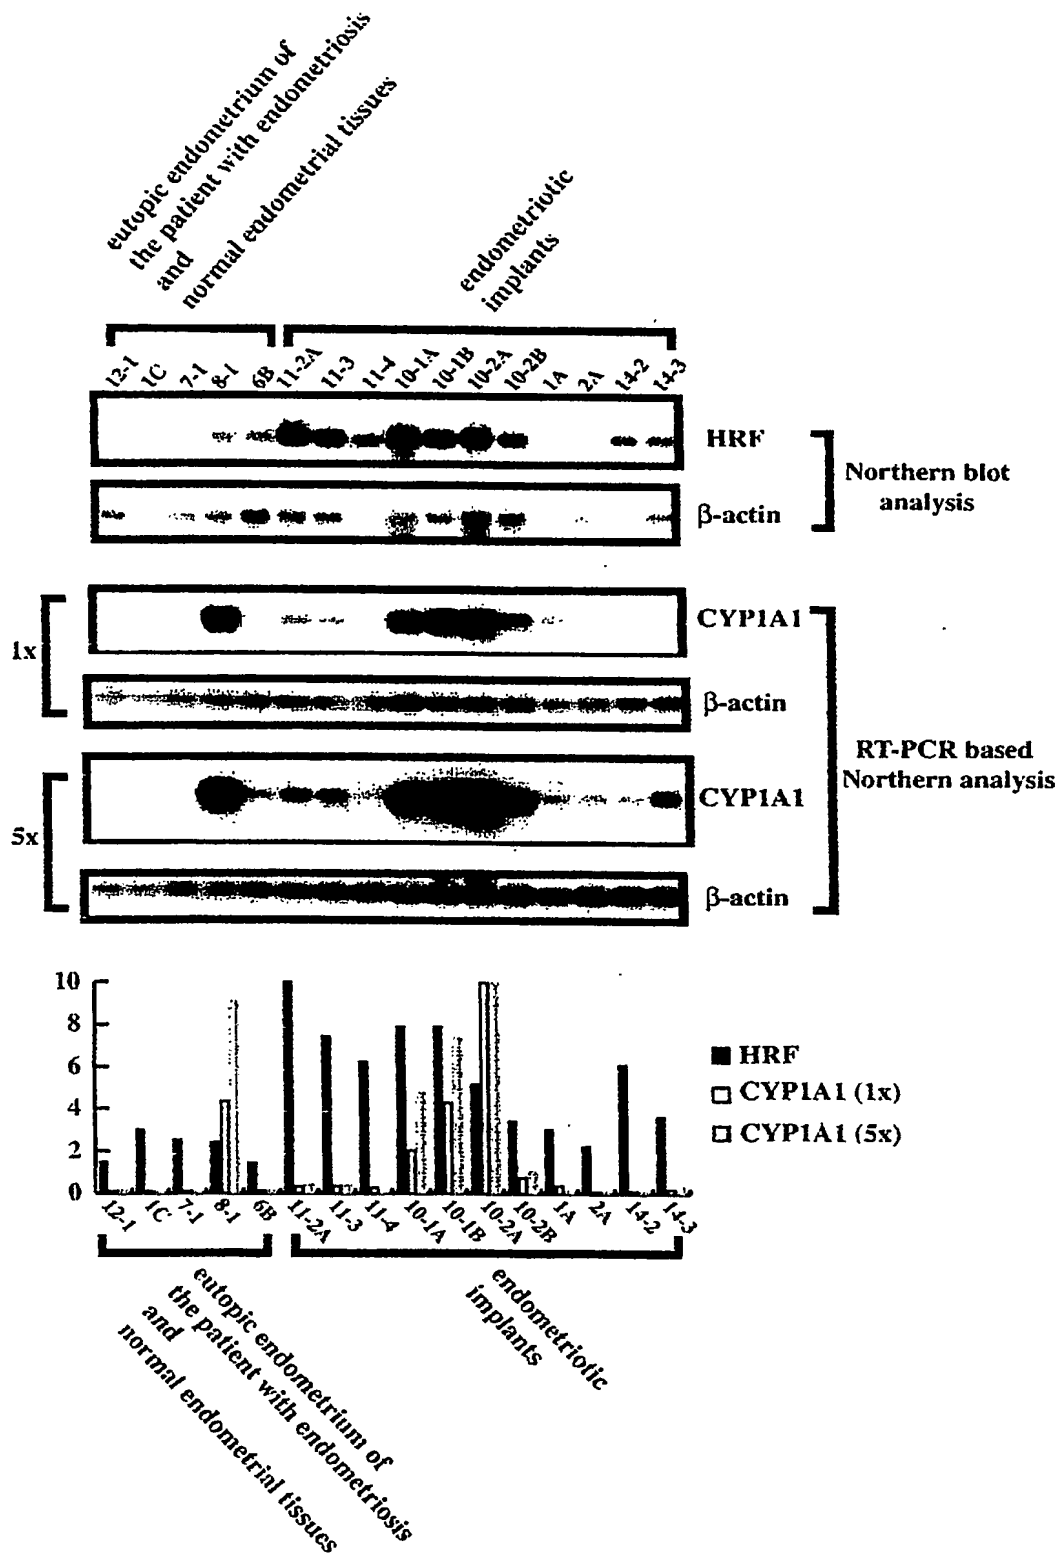 eutopic endometrium of
the patient with endometriosis
and
normal endometrial tissues
endometriotic
implants
12-1 1C 7-1 8-1 6B 11-2A 11-3 11-4 10-1A 10-1B 10-2A 10-2B 1A 2A 14-2 14-3
HRF
β-actin
Northern blot
analysis
1x
CYP1A1
β-actin
5x
CYP1A1
β-actin
RT-PCR based
Northern analysis
10
8
6
4
2
0
HRF
CYP1A1 (1x)
CYP1A1 (5x)
12-1 1C 7-1 8-1 6B 11-2A 11-3 11-4 10-1A 10-1B 10-2A 10-2B 1A 2A 14-2 14-3
eutopic endometrium of
the patient with endometriosis
and
normal endometrial tissues
endometriotic
implants